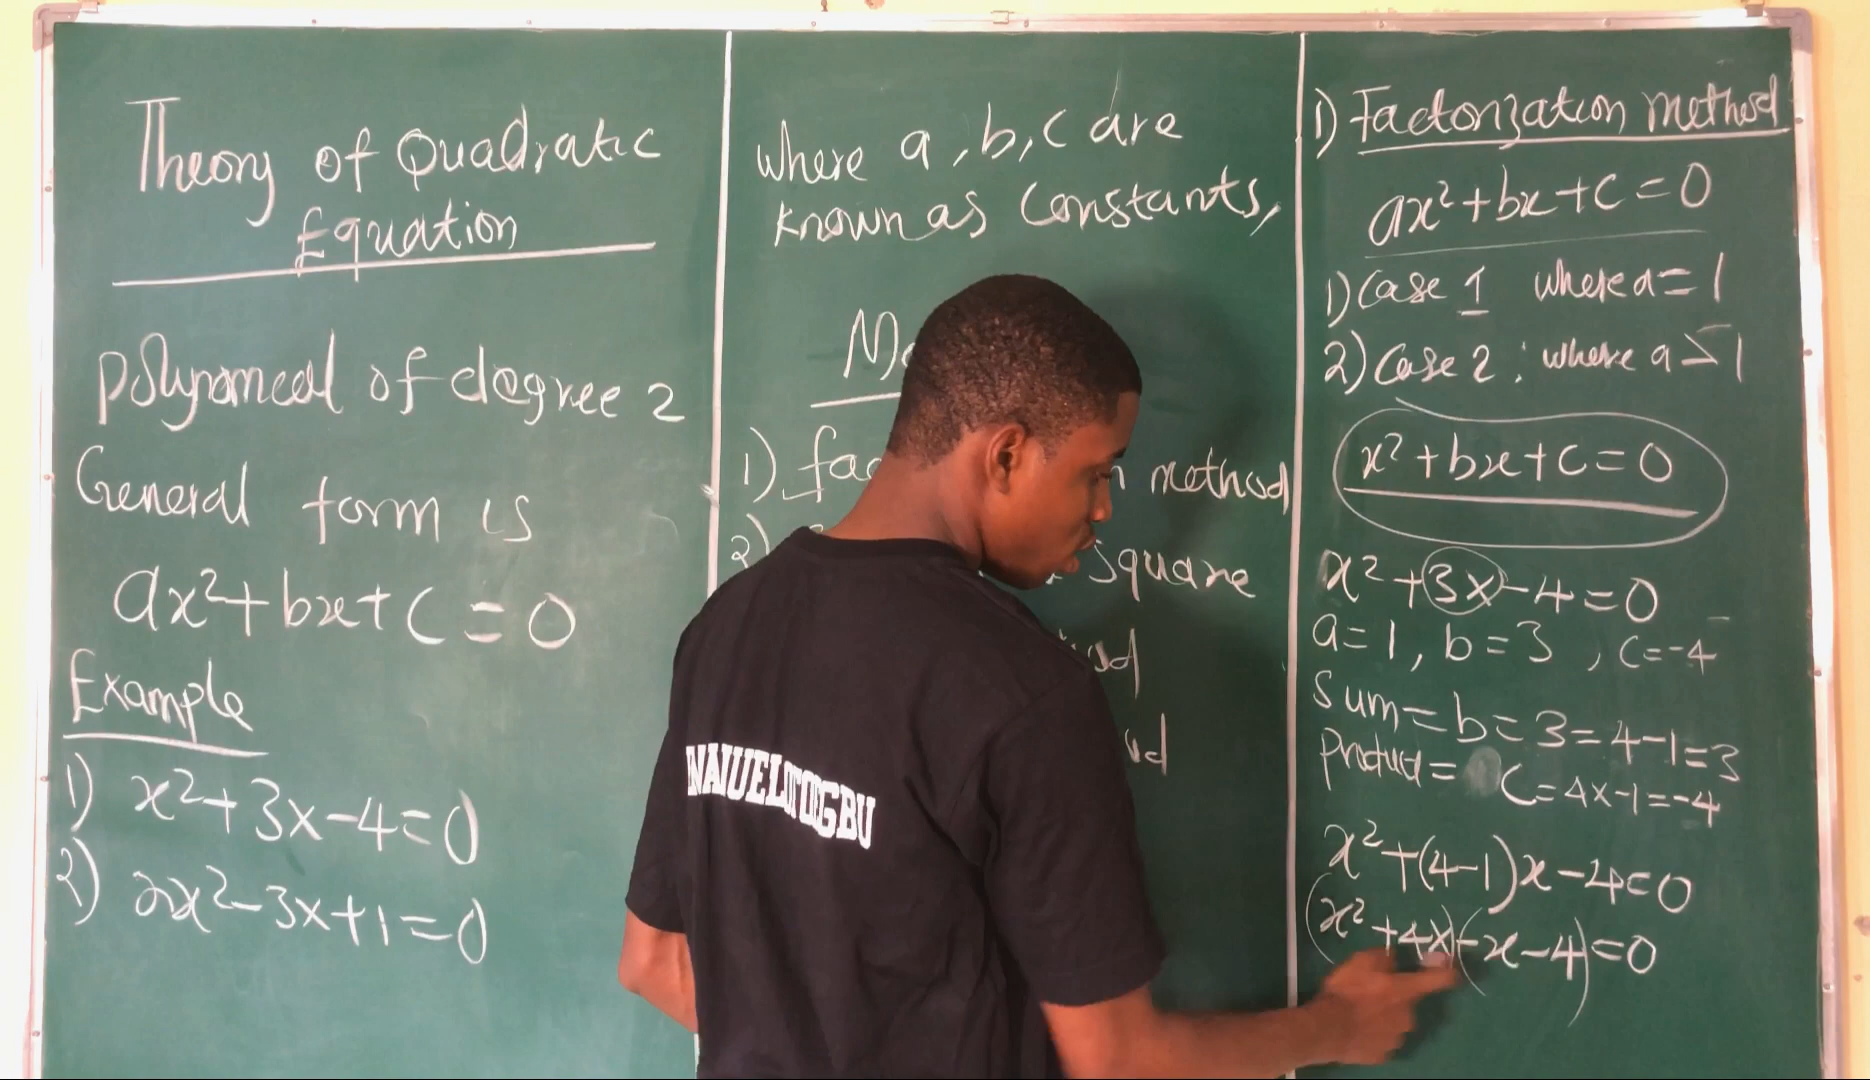 Theory of Quadratic
Equation
Polynomial of degree 2
General form is
ax²+bx+c=0
Example
1) x²+3x-4=0
2) 2x²-3x+1=0
where a, b, c are
known as constants,
1) method
2) Square
1) Factorization method
ax²+bx+c=0
1) Case 1 where a=1
2) Case 2: where a>1
x²+bx+c=0
x²+3x-4=0
a=1, b=3, c=-4
Sum=b=3=4-1=3
Product= C=4x-1=-4
x²+(4-1)x-4=0
(x²+4x)(-x-4)=0